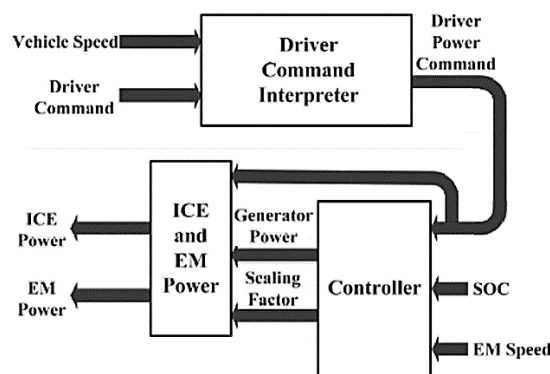 Vehicle Speed
Driver
Command
Driver
Command
Interpreter
Driver
Power
Command
ICE
Power
EM
Power
ICE
and
EM
Power
Generator
Power
Sealing
Factor
Controller
SOC
EM Speed